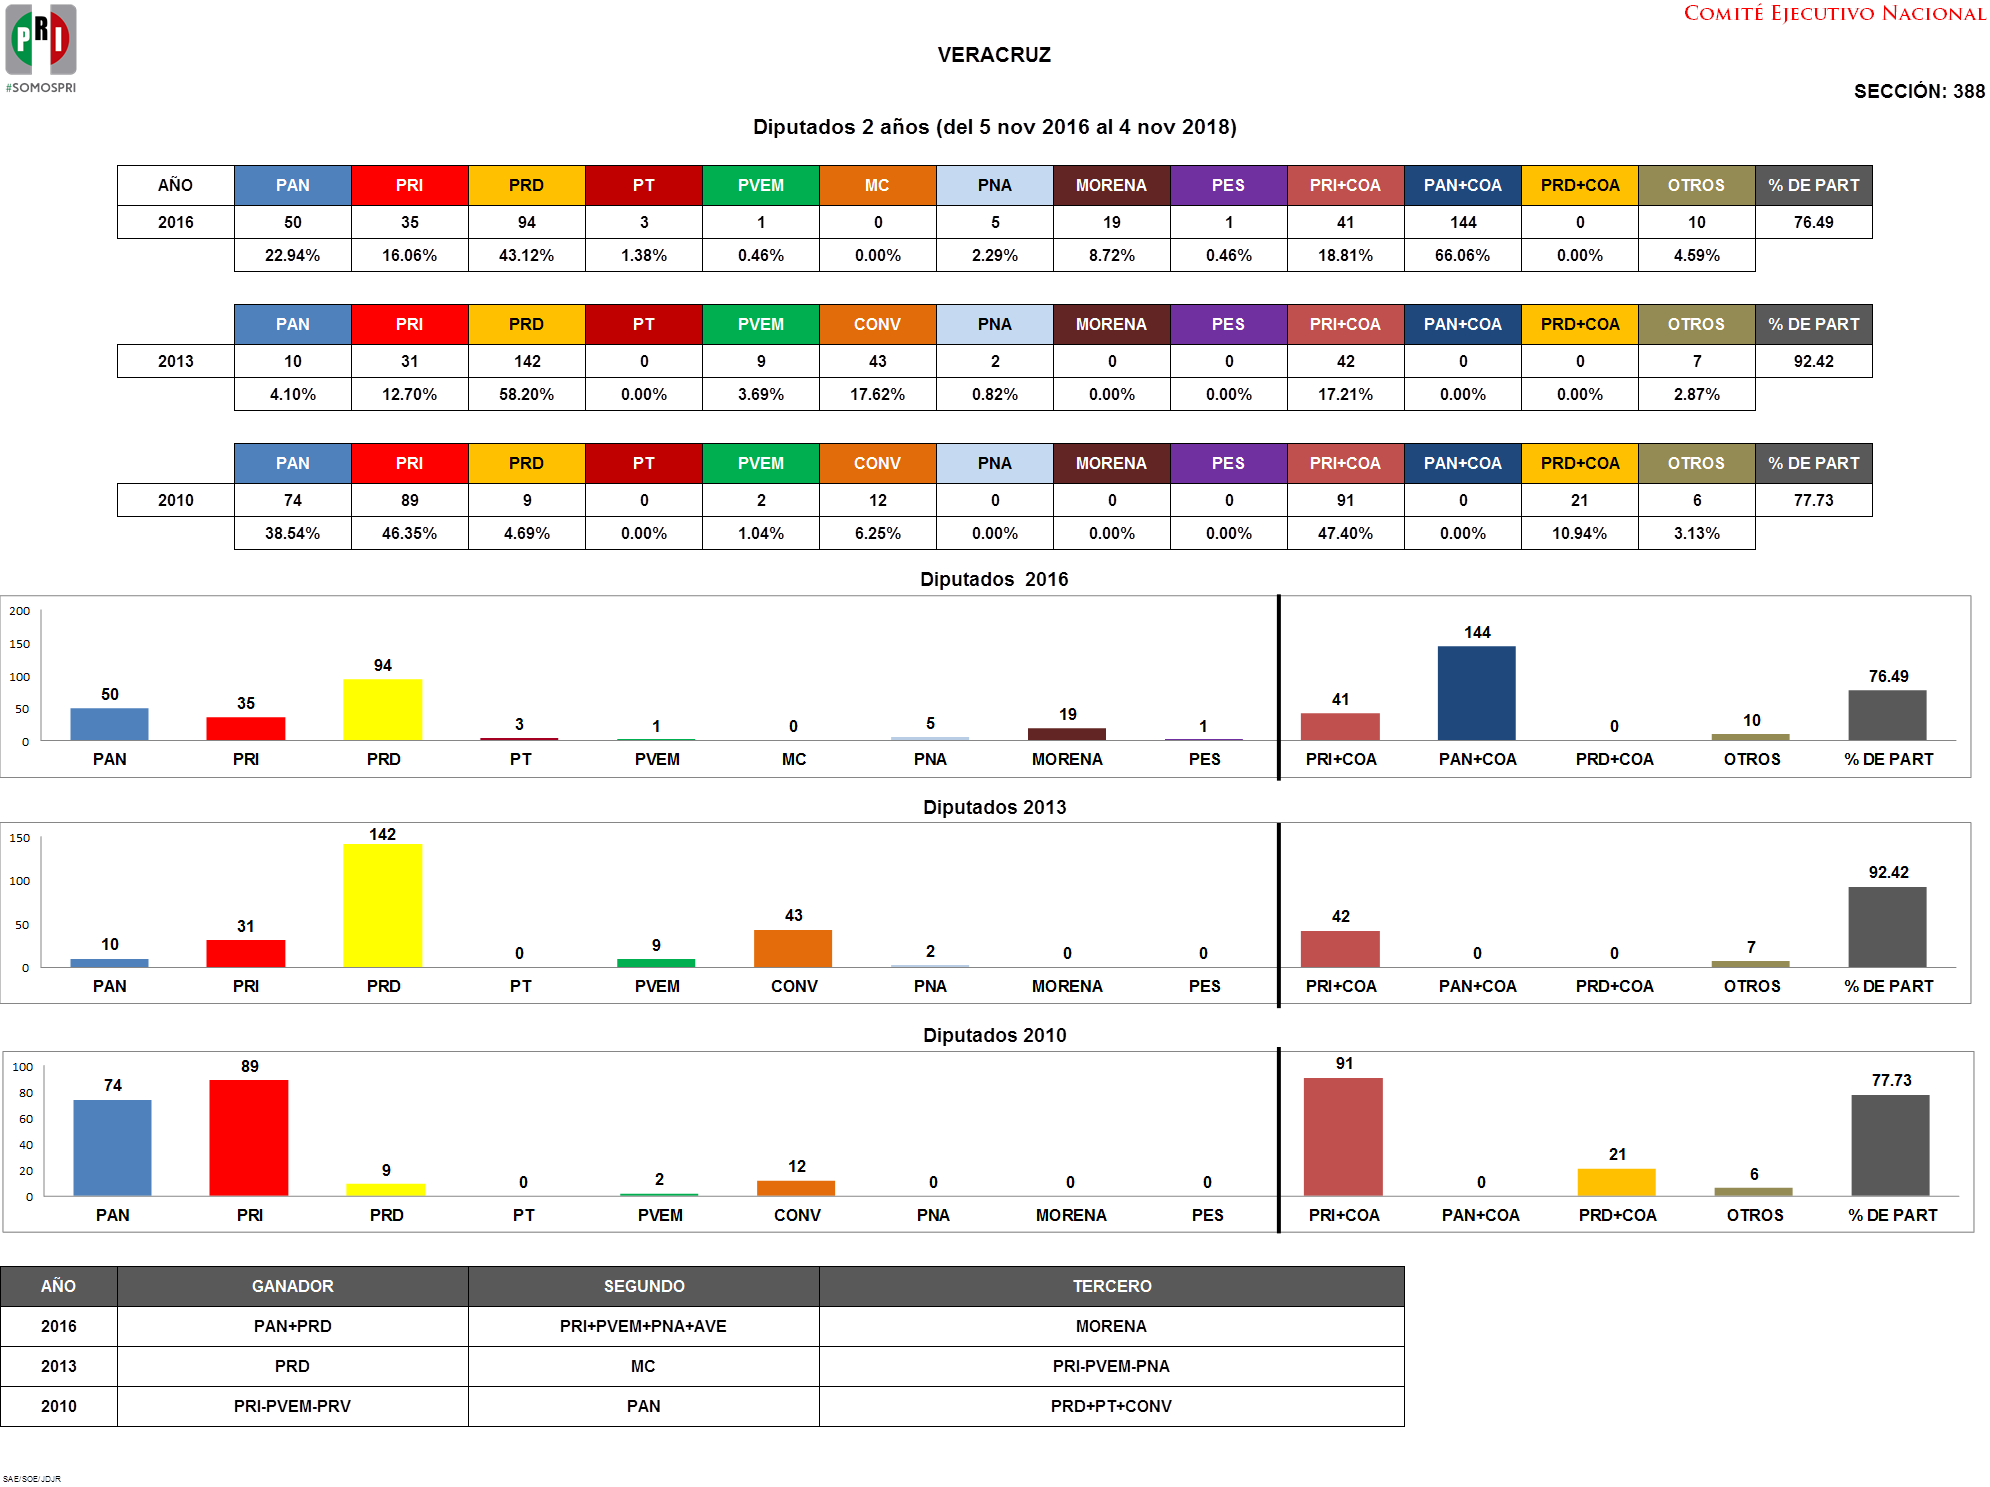 COMITÉ EJECUTIVO NACIONAL
PRI
#SOMOSPRI
VERACRUZ
SECCIÓN: 388
Diputados 2 años (del 5 nov 2016 al 4 nov 2018)
AÑO PAN PRI PRD PT PVEM MC PNA MORENA PES PRI+COA PAN+COA PRD+COA OTROS % DE PART
2016 50 35 94 3 1 0 5 19 1 41 144 0 10 76.49
22.94% 16.06% 43.12% 1.38% 0.46% 0.00% 2.29% 8.72% 0.46% 18.81% 66.06% 0.00% 4.59%
PAN PRI PRD PT PVEM CONV PNA MORENA PES PRI+COA PAN+COA PRD+COA OTROS % DE PART
2013 10 31 142 0 9 43 2 0 0 42 0 0 7 92.42
4.10% 12.70% 58.20% 0.00% 3.69% 17.62% 0.82% 0.00% 0.00% 17.21% 0.00% 0.00% 2.87%
PAN PRI PRD PT PVEM CONV PNA MORENA PES PRI+COA PAN+COA PRD+COA OTROS % DE PART
2010 74 89 9 0 2 12 0 0 0 91 0 21 6 77.73
38.54% 46.35% 4.69% 0.00% 1.04% 6.25% 0.00% 0.00% 0.00% 47.40% 0.00% 10.94% 3.13%
Diputados 2016
200
150
100
50
0
50 35 94 3 1 0 5 19 1 41 144 0 10 76.49
PAN PRI PRD PT PVEM MC PNA MORENA PES PRI+COA PAN+COA PRD+COA OTROS % DE PART
Diputados 2013
150
100
50
0
10 31 142 0 9 43 2 0 0 42 0 0 7 92.42
PAN PRI PRD PT PVEM CONV PNA MORENA PES PRI+COA PAN+COA PRD+COA OTROS % DE PART
Diputados 2010
100
80
60
40
20
0
74 89 9 0 2 12 0 0 0 91 0 21 6 77.73
PAN PRI PRD PT PVEM CONV PNA MORENA PES PRI+COA PAN+COA PRD+COA OTROS % DE PART
AÑO GANADOR SEGUNDO TERCERO
2016 PAN+PRD PRI+PVEM+PNA+AVE MORENA
2013 PRD MC PRI-PVEM-PNA
2010 PRI-PVEM-PRV PAN PRD+PT+CONV
SAE/SOE/JDJR